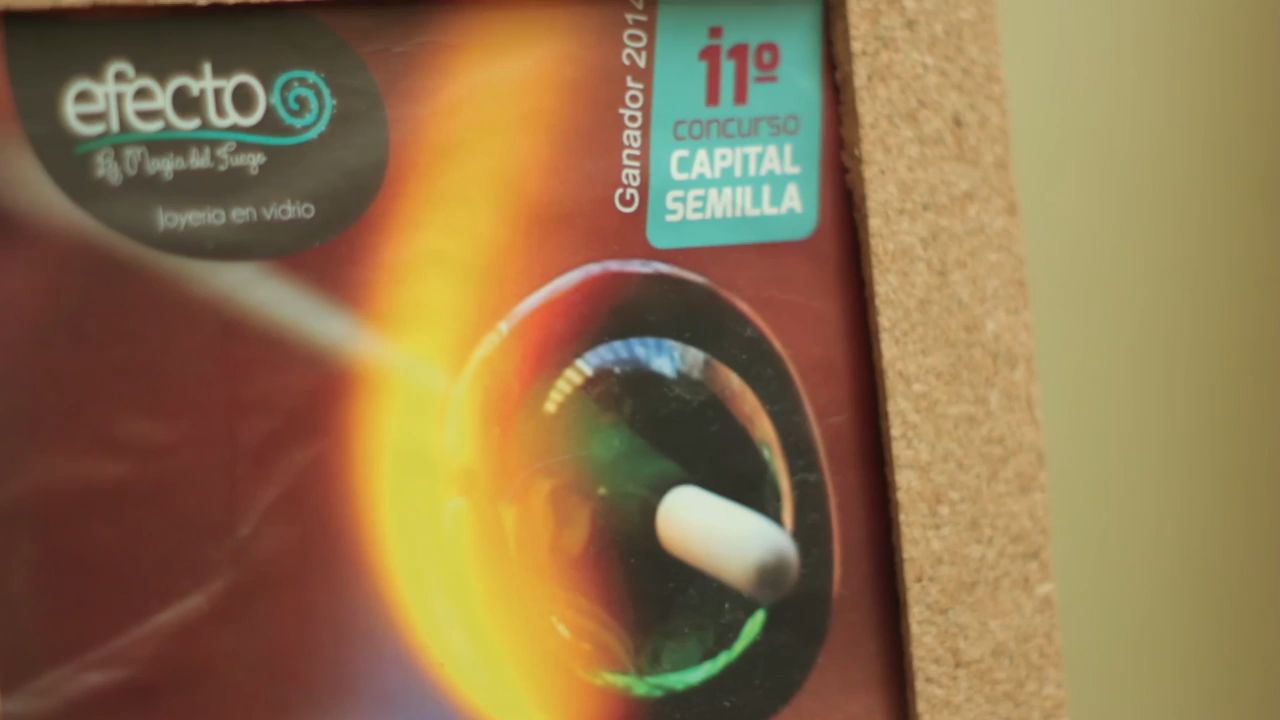 efecto
La Magia del Fuego
Joyeria en vidrio
Ganador 2014
11º
concurso
CAPITAL
SEMILLA